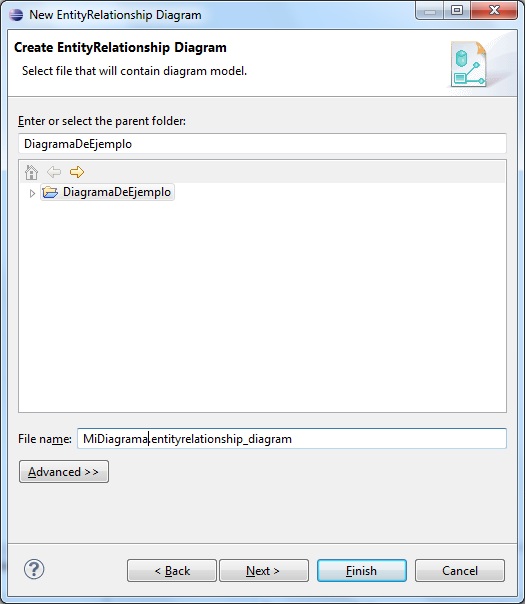 New EntityRelationship Diagram
Create EntityRelationship Diagram
Select file that will contain diagram model.
Enter or select the parent folder:
DiagramaDeEjemplo
DiagramaDeEjemplo
File name: MiDiagrama.entityrelationship_diagram
Advanced >>
? < Back Next > Finish Cancel